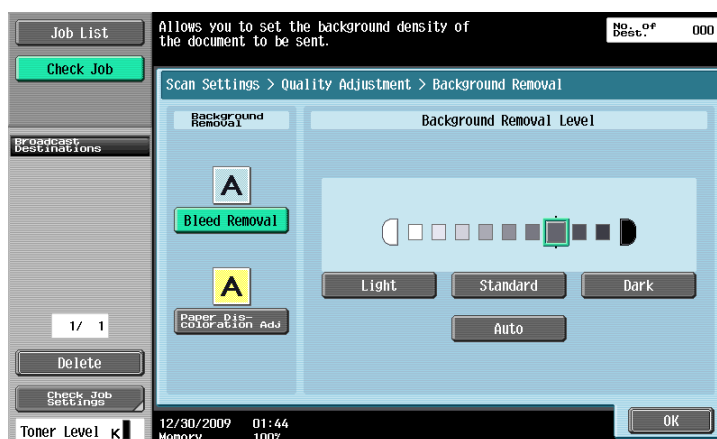 Job List
Allows you to set the background density of
the document to be sent.
No. of
Dest.
000
Check Job
Scan Settings > Quality Adjustment > Background Removal
Background
Removal
Background Removal Level
Broadcast
Destinations
A
Bleed Removal
A
Paper Dis-
coloration Adj
Light
Standard
Dark
Auto
1/ 1
Delete
Check Job
Settings
Toner Level K
12/30/2009 01:44
Memory 100%
OK